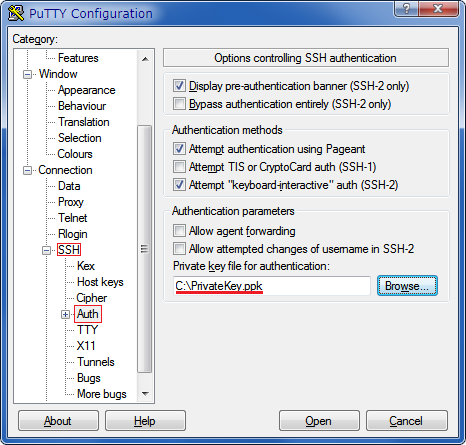 PuTTY Configuration
Category:
Features
Window
Appearance
Behaviour
Translation
Selection
Colours
Connection
Data
Proxy
Telnet
Rlogin
SSH
Kex
Host keys
Cipher
Auth
TTY
X11
Tunnels
Bugs
More bugs
Options controlling SSH authentication
Display pre-authentication banner (SSH-2 only)
Bypass authentication entirely (SSH-2 only)
Authentication methods
Attempt authentication using Pageant
Attempt TIS or CryptoCard auth (SSH-1)
Attempt "keyboard-interactive" auth (SSH-2)
Authentication parameters
Allow agent forwarding
Allow attempted changes of username in SSH-2
Private key file for authentication:
C:\PrivateKey.ppk
Browse...
About
Help
Open
Cancel